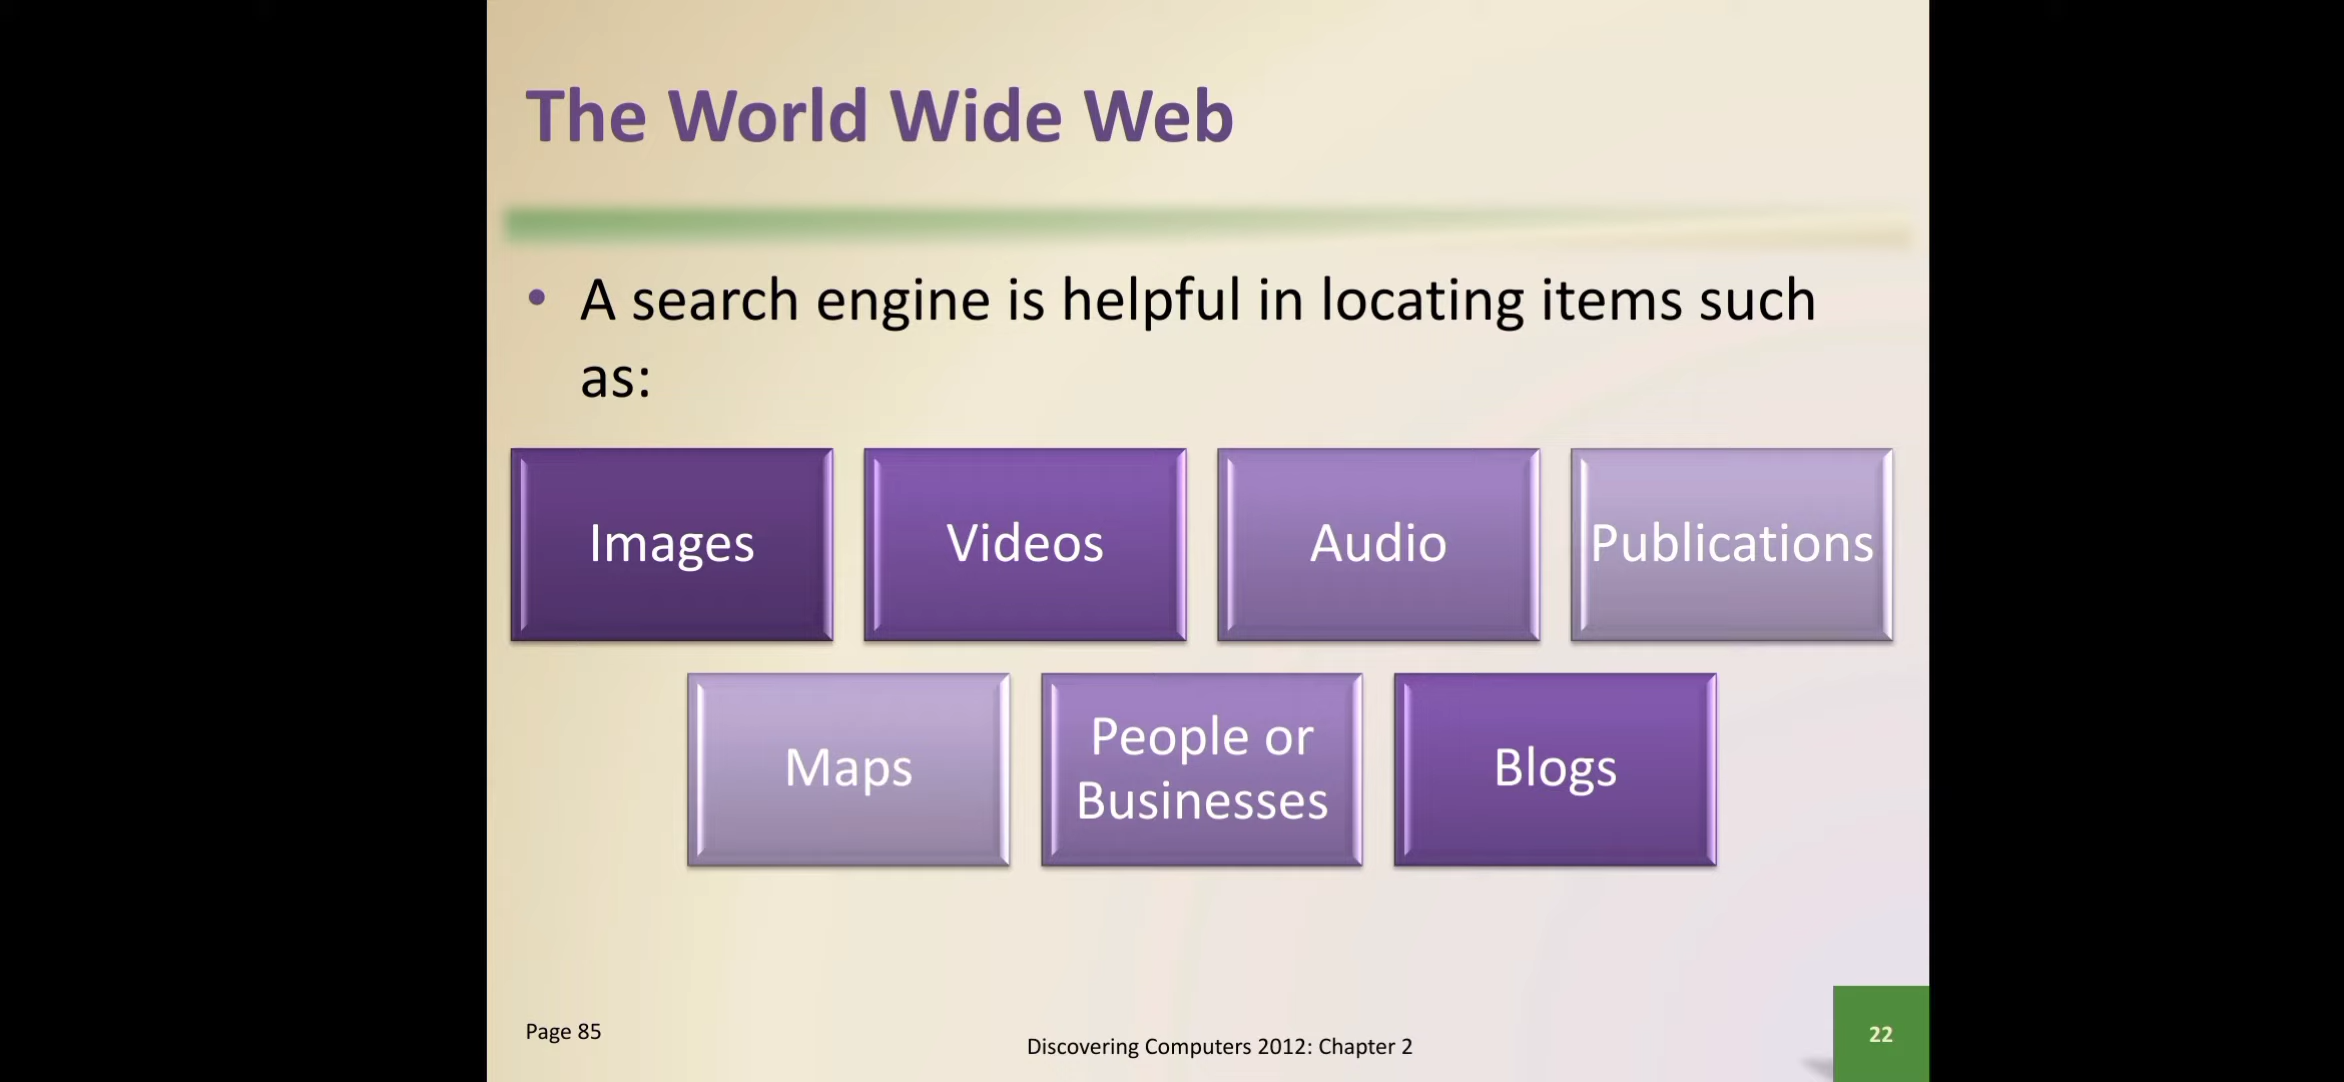 The World Wide Web
• A search engine is helpful in locating items such
as:
Images
Videos
Audio
Publications
Maps
People or
Businesses
Blogs
Page 85
Discovering Computers 2012: Chapter 2
22